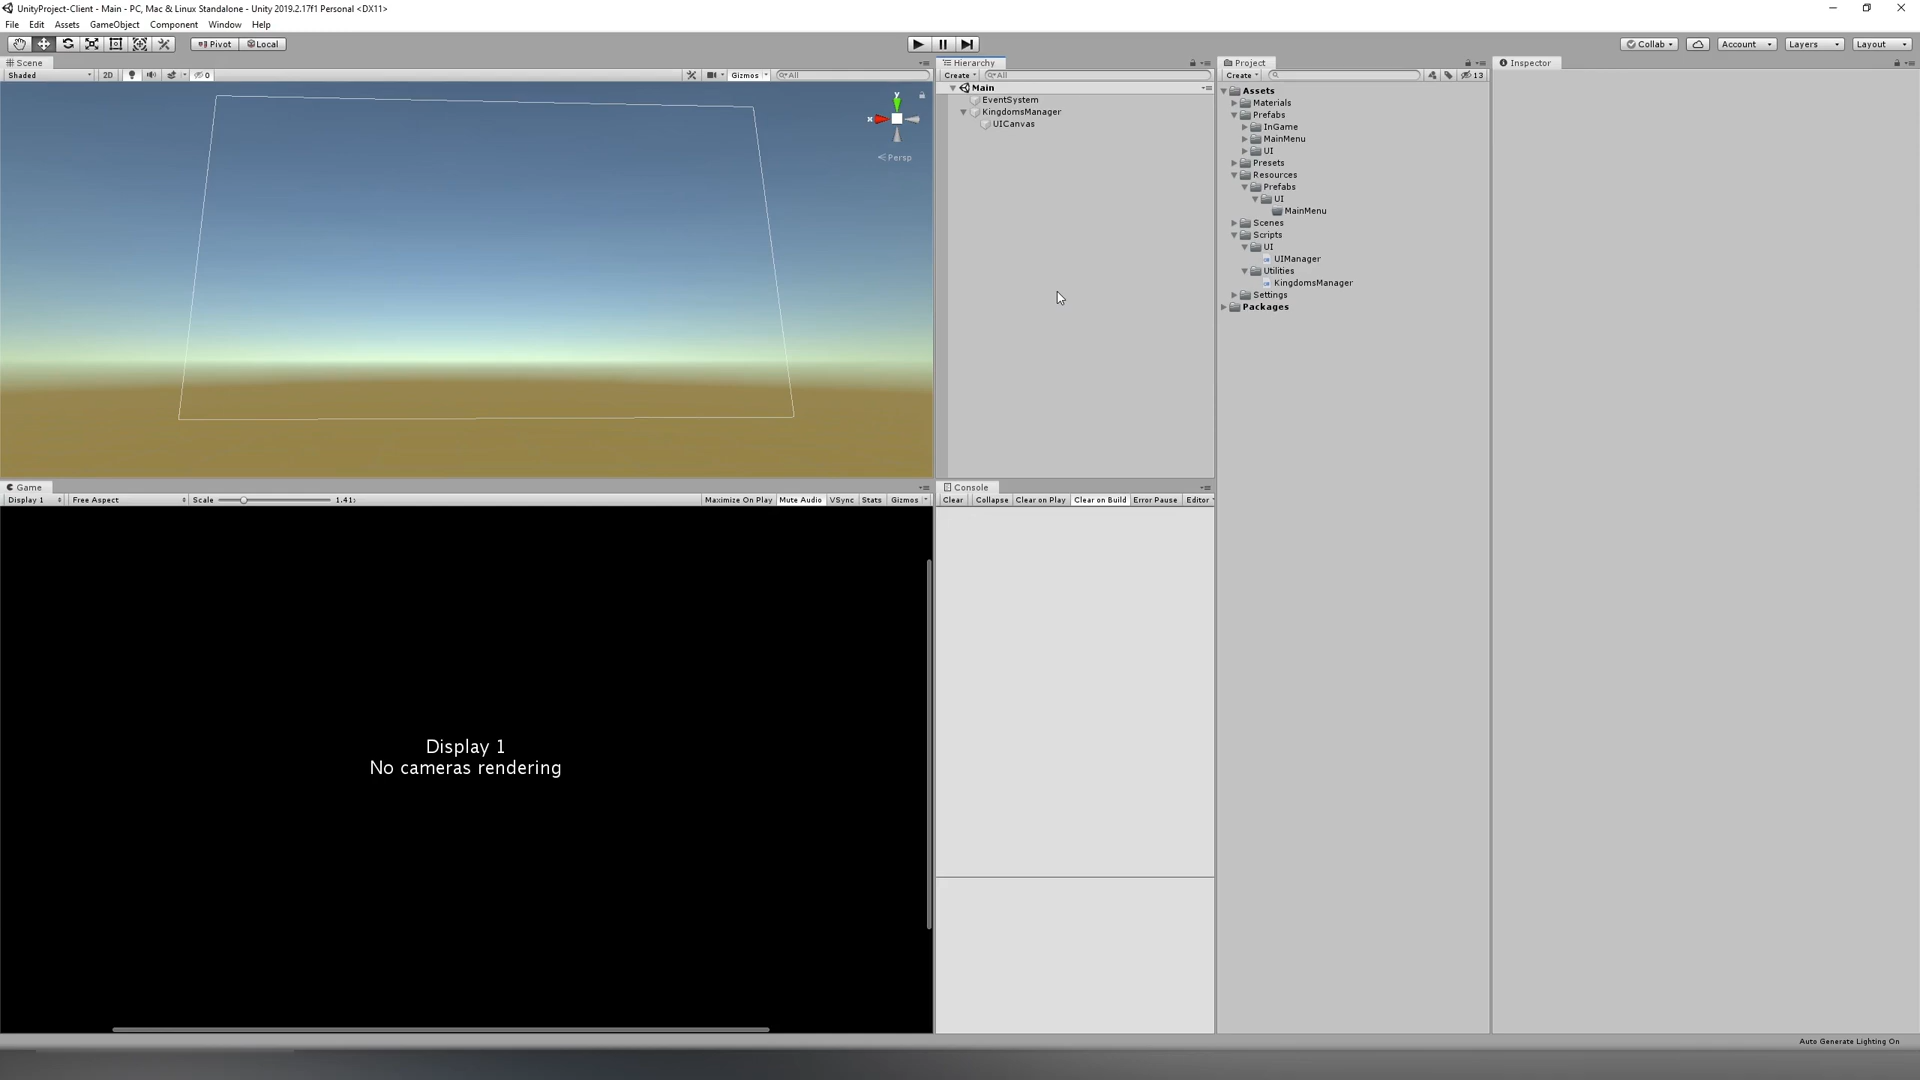 UnityProject-Client - Main - PC, Mac & Linux Standalone - Unity 2019.2.17f1 Personal <DX11>
File Edit Assets GameObject Component Window Help
Pivot Local Collab Account Layers Layout
Scene
Shaded 2D 0 Gizmos All
y
x
Persp
Hierarchy
Create All
Main
EventSystem
KingdomsManager
UICanvas
Project
Create 13
Assets
Materials
Prefabs
InGame
MainMenu
UI
Presets
Resources
Prefabs
UI
MainMenu
Scenes
Scripts
UI
UIManager
Utilities
KingdomsManager
Settings
Packages
Inspector
Game
Display 1 Free Aspect Scale 1.41 Maximize On Play Mute Audio VSync Stats Gizmos
Display 1
No cameras rendering
Console
Clear Collapse Clear on Play Clear on Build Error Pause Editor
Auto Generate Lighting On